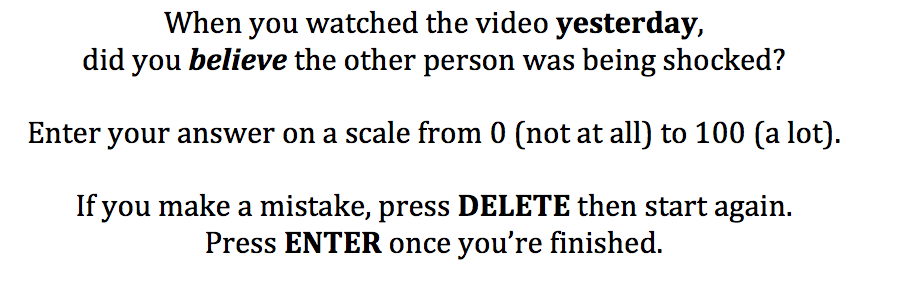 When you watched the video yesterday,
did you believe the other person was being shocked?
Enter your answer on a scale from 0 (not at all) to 100 (a lot).
If you make a mistake, press DELETE then start again.
Press ENTER once you’re finished.